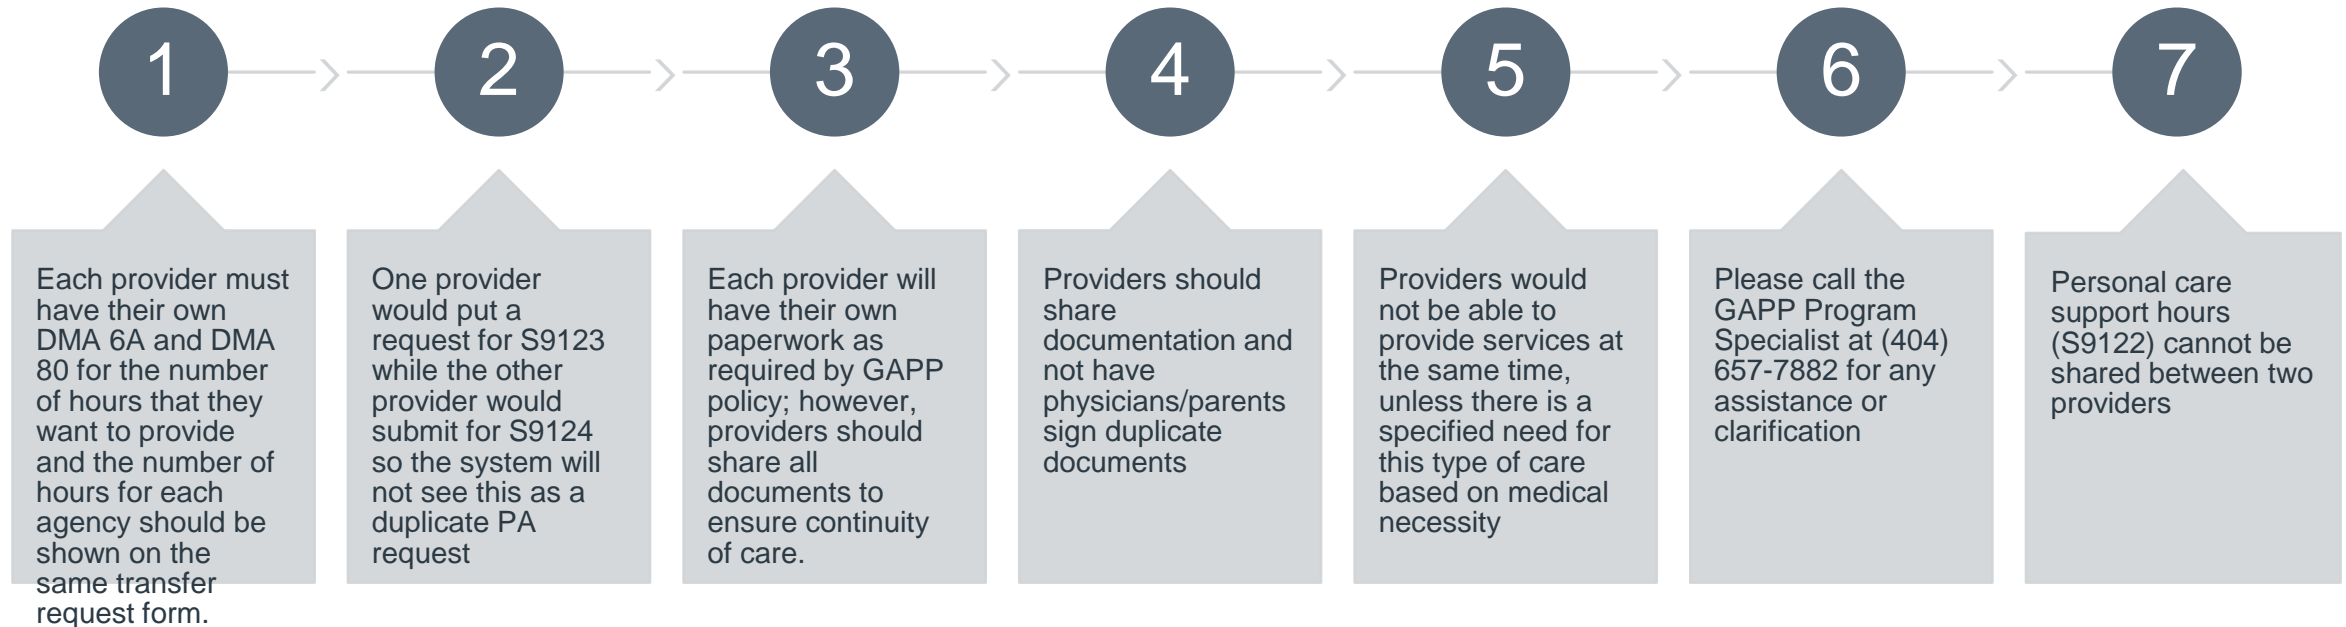 1
2
3
4
5
6
7
Each provider must
have their own
DMA 6A and DMA
80 for the number
of hours that they
want to provide
and the number of
hours for each
agency should be
shown on the
same transfer
request form.
One provider
would put a
request for S9123
while the other
provider would
submit for S9124
so the system will
not see this as a
duplicate PA
request
Each provider will
have their own
paperwork as
required by GAPP
policy; however,
providers should
share all
documents to
ensure continuity
of care.
Providers should
share
documentation and
not have
physicians/parents
sign duplicate
documents
Providers would
not be able to
provide services at
the same time,
unless there is a
specified need for
this type of care
based on medical
necessity
Please call the
GAPP Program
Specialist at (404)
657-7882 for any
assistance or
clarification
Personal care
support hours
(S9122) cannot be
shared between two
providers